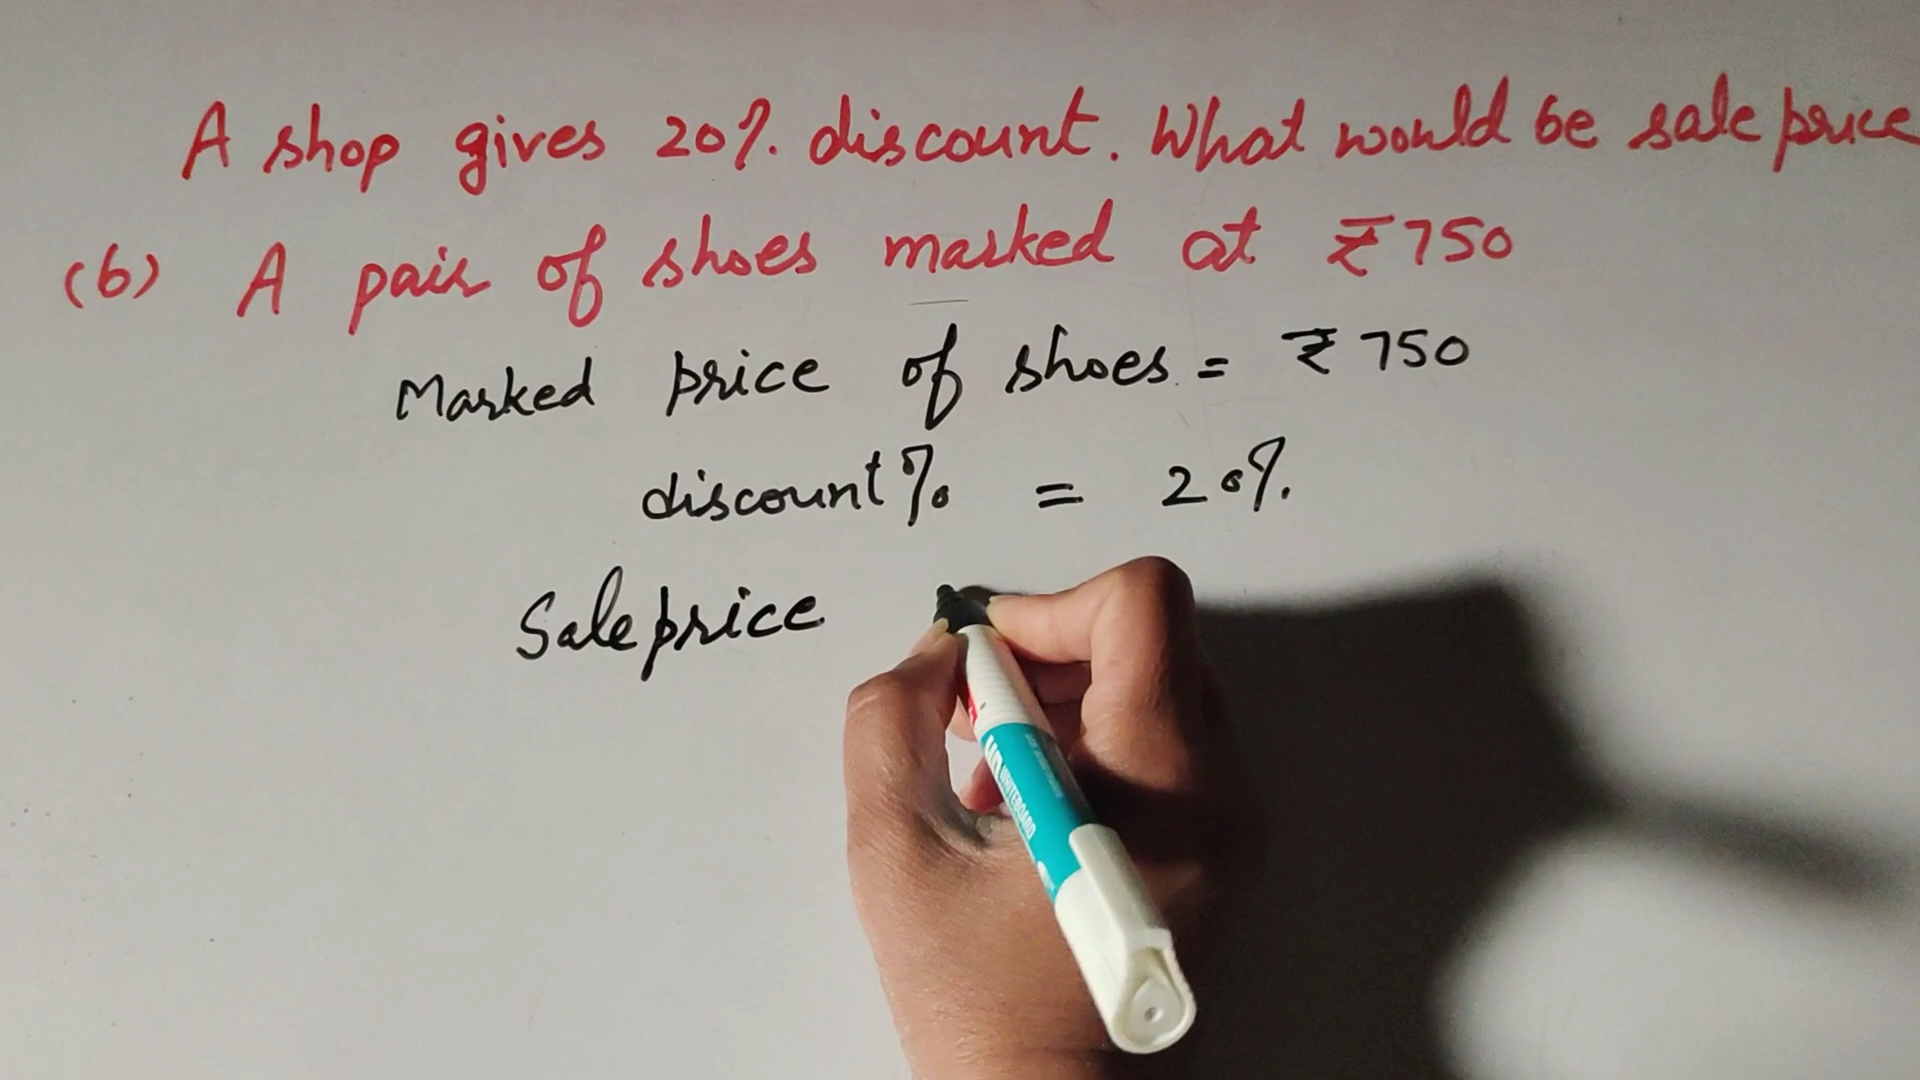 A shop gives 20%. discount. What would be sale price
(b) A pair of shoes marked at ₹750
Marked price of shoes = ₹750
discount% = 20%.
Sale price
WHITEBOARD